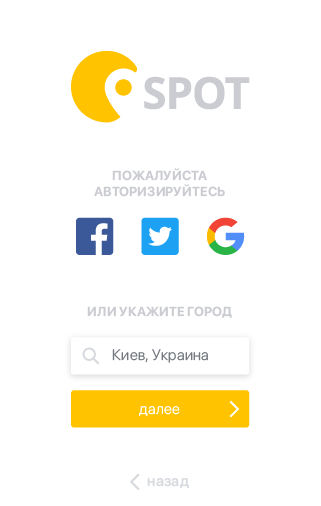 SPOT
ПОЖАЛУЙСТА
АВТОРИЗИРУЙТЕСЬ
ИЛИ УКАЖИТЕ ГОРОД
Киев, Украина
далее
назад